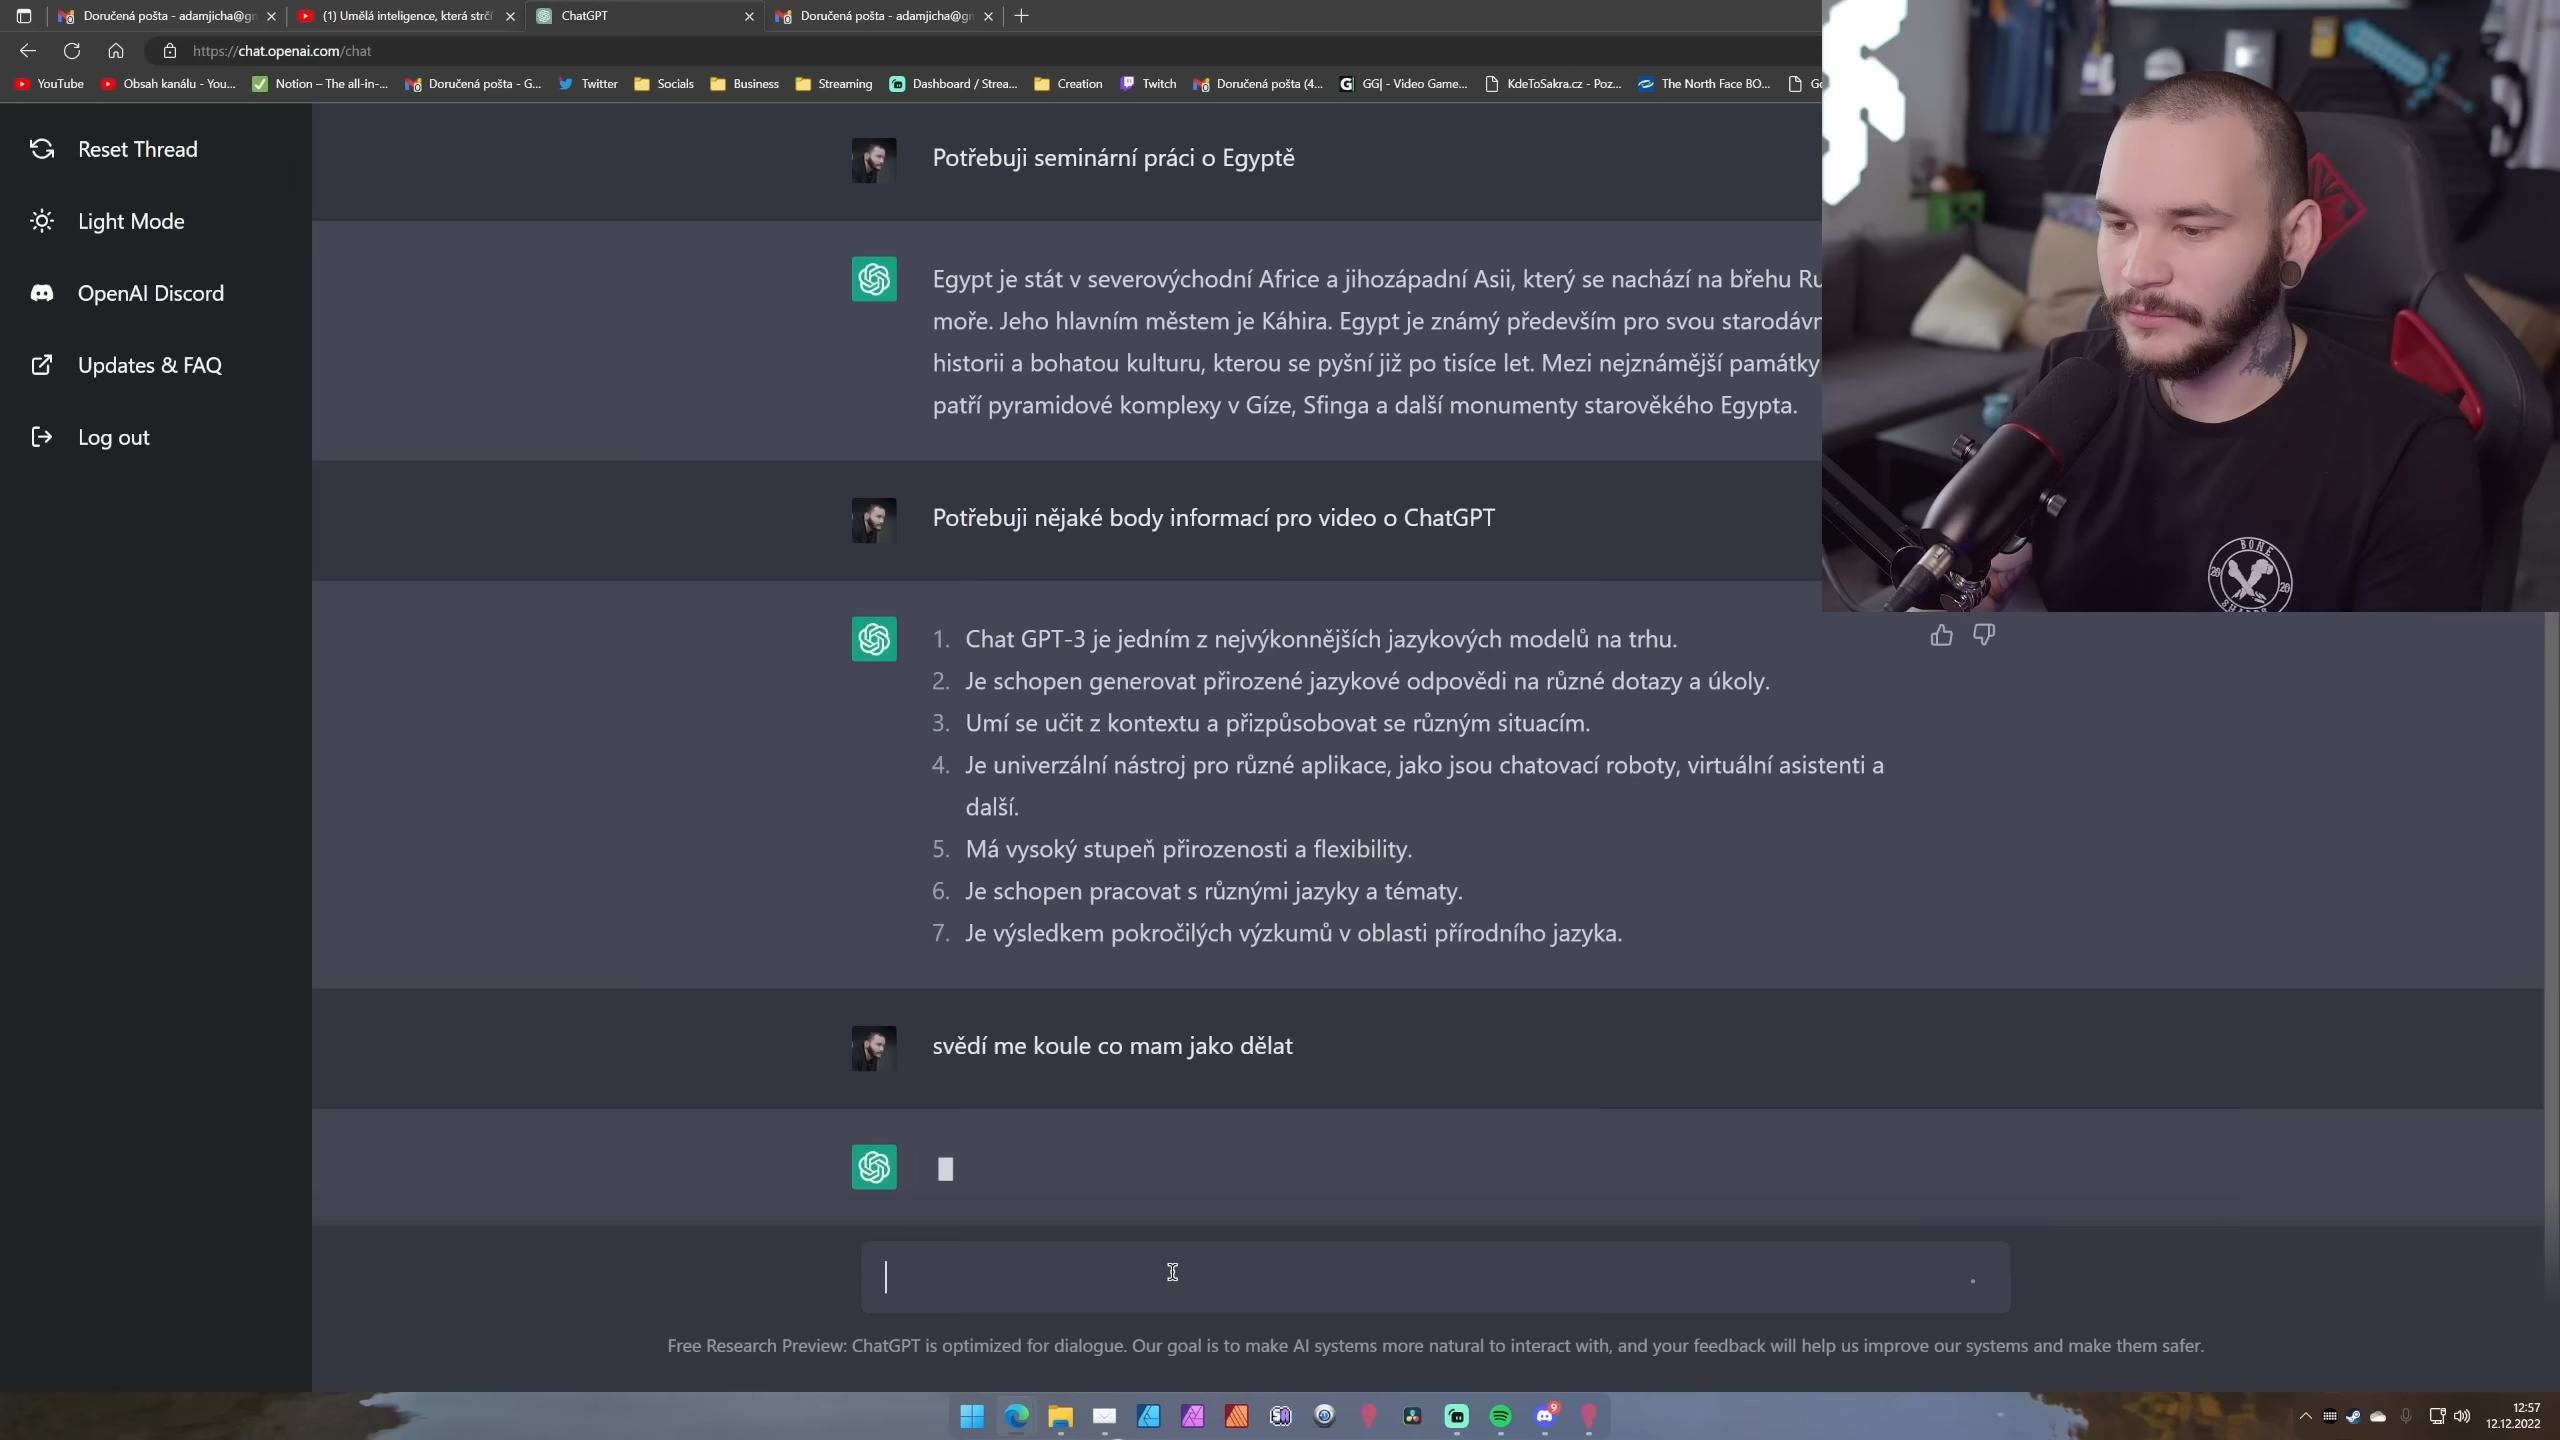 Doručená pošta - adamjicha@gn
(1) Umělá inteligence, která strčí
ChatGPT
Doručená pošta - adamjicha@gn
https://chat.openai.com/chat
YouTube
Obsah kanálu - You...
Notion – The all-in-...
Doručená pošta - G...
Twitter
Socials
Business
Streaming
Dashboard / Strea...
Creation
Twitch
Doručená pošta (4...
GG| - Video Game...
KdeToSakra.cz - Poz...
The North Face BO...
Reset Thread
Light Mode
OpenAI Discord
Updates & FAQ
Log out
Potřebuji seminární práci o Egyptě
Egypt je stát v severovýchodní Africe a jihozápadní Asii, který se nachází na břehu Ru
moře. Jeho hlavním městem je Káhira. Egypt je známý především pro svou starodávn
historii a bohatou kulturu, kterou se pyšní již po tisíce let. Mezi nejznámější památky
patří pyramidové komplexy v Gíze, Sfinga a další monumenty starověkého Egypta.
Potřebuji nějaké body informací pro video o ChatGPT
1. Chat GPT-3 je jedním z nejvýkonnějších jazykových modelů na trhu.
2. Je schopen generovat přirozené jazykové odpovědi na různé dotazy a úkoly.
3. Umí se učit z kontextu a přizpůsobovat se různým situacím.
4. Je univerzální nástroj pro různé aplikace, jako jsou chatovací roboty, virtuální asistenti a
další.
5. Má vysoký stupeň přirozenosti a flexibility.
6. Je schopen pracovat s různými jazyky a tématy.
7. Je výsledkem pokročilých výzkumů v oblasti přírodního jazyka.
svědí me koule co mam jako dělat
Free Research Preview: ChatGPT is optimized for dialogue. Our goal is to make AI systems more natural to interact with, and your feedback will help us improve our systems and make them safer.
BONE
20 20
12:57
12.12.2022
9